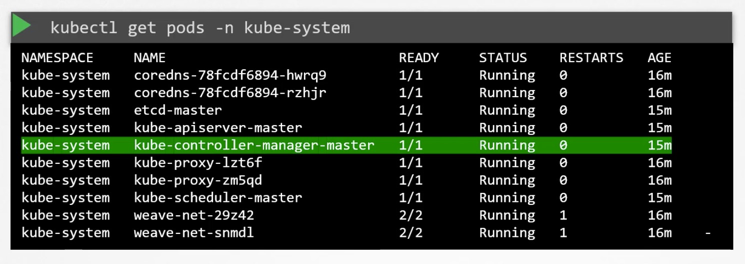 kubectl get pods -n kube-system
NAMESPACE NAME READY STATUS RESTARTS AGE
kube-system coredns-78fcdf6894-hwrq9 1/1 Running 0 16m
kube-system coredns-78fcdf6894-rzhjr 1/1 Running 0 16m
kube-system etcd-master 1/1 Running 0 15m
kube-system kube-apiserver-master 1/1 Running 0 15m
kube-system kube-controller-manager-master 1/1 Running 0 15m
kube-system kube-proxy-lzt6f 1/1 Running 0 16m
kube-system kube-proxy-zm5qd 1/1 Running 0 16m
kube-system kube-scheduler-master 1/1 Running 0 15m
kube-system weave-net-29z42 2/2 Running 1 16m
kube-system weave-net-snmdl 2/2 Running 1 16m -